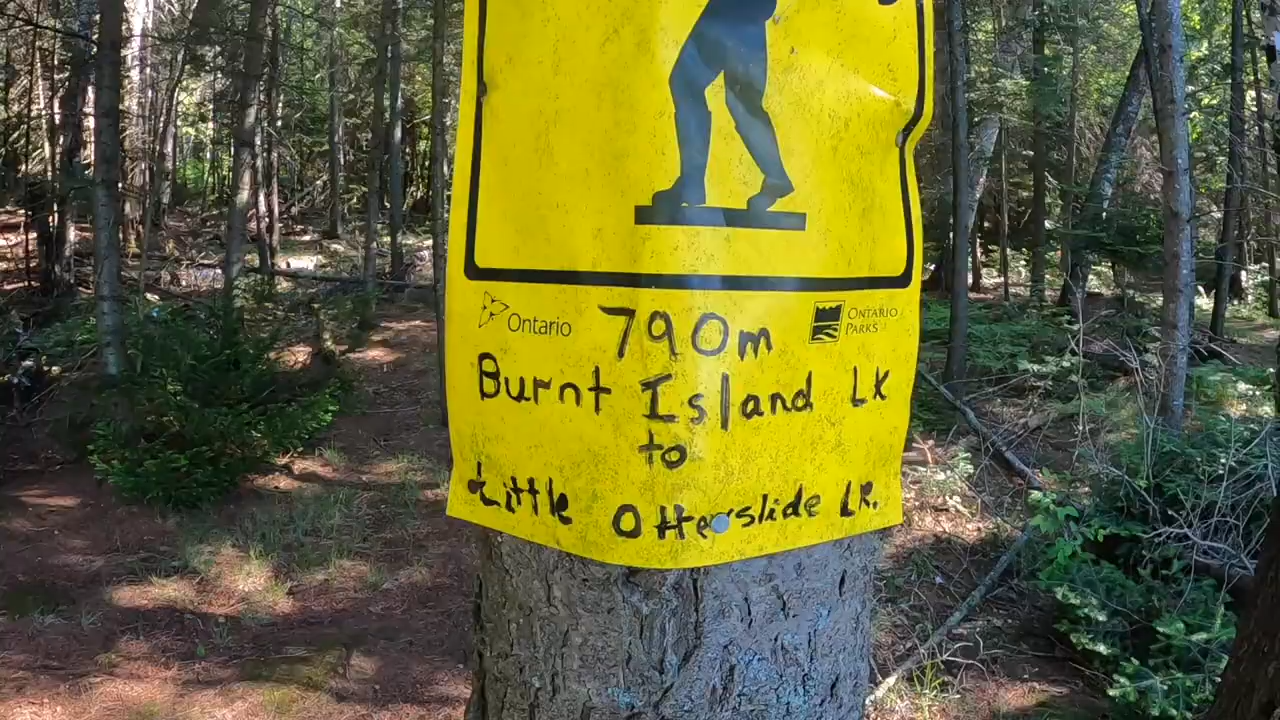 Ontario
790m
ONTARIO
PARKS
Burnt Island LK
to
Little Otterslide LK.